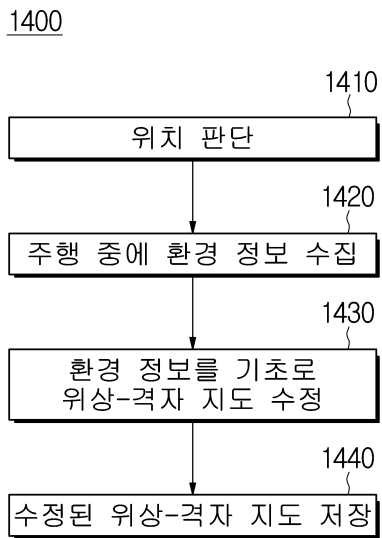 1400
1410
위치 판단
1420
주행 중에 환경 정보 수집
1430
환경 정보를 기초로
위상-격자 지도 수정
1440
수정된 위상-격자 지도 저장